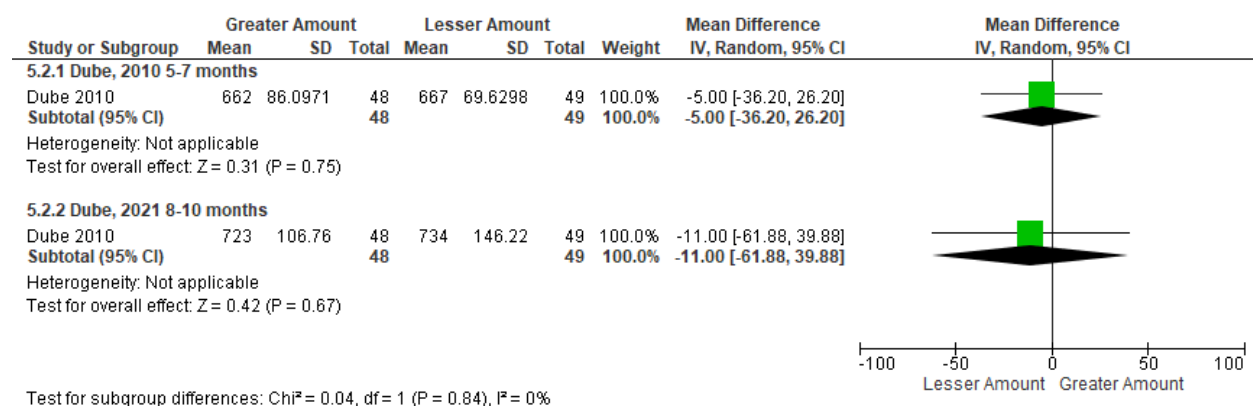 Greater Amount Lesser Amount Mean Difference Mean Difference
Study or Subgroup Mean SD Total Mean SD Total Weight IV, Random, 95% CI IV, Random, 95% CI
5.2.1 Dube, 2010 5-7 months
Dube 2010 662 86.0971 48 667 69.6298 49 100.0% -5.00 [-36.20, 26.20]
Subtotal (95% CI) 48 49 100.0% -5.00 [-36.20, 26.20]
Heterogeneity: Not applicable
Test for overall effect: Z = 0.31 (P = 0.75)
5.2.2 Dube, 2021 8-10 months
Dube 2010 723 106.76 48 734 146.22 49 100.0% -11.00 [-61.88, 39.88]
Subtotal (95% CI) 48 49 100.0% -11.00 [-61.88, 39.88]
Heterogeneity: Not applicable
Test for overall effect: Z = 0.42 (P = 0.67)
-100 -50 0 50 100
Lesser Amount Greater Amount
Test for subgroup differences: Chi² = 0.04, df = 1 (P = 0.84), I² = 0%